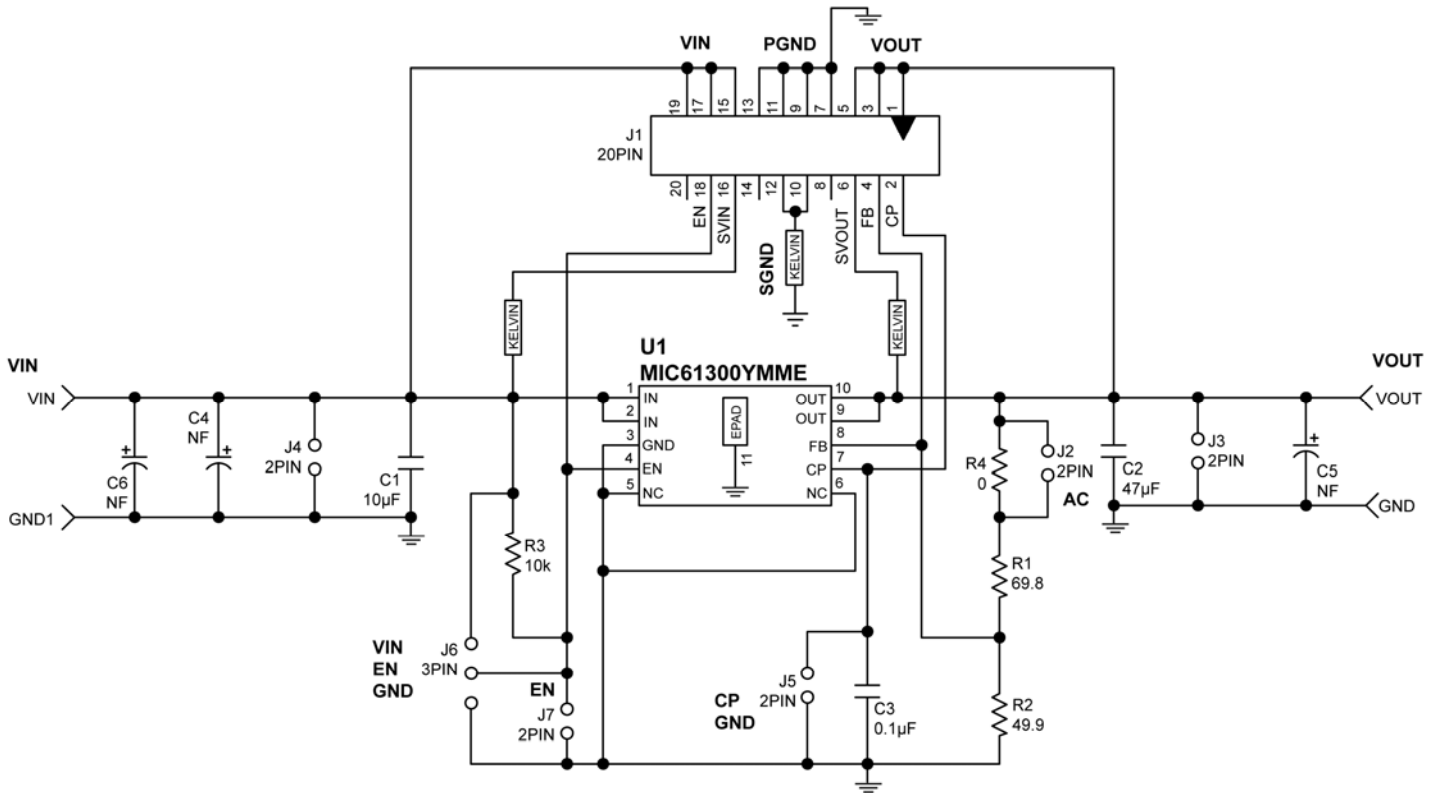 VIN
PGND
VOUT
19
17
15
13
11
9
7
5
3
1
J1
20PIN
20
18
16
14
12
10
8
6
4
2
EN
SVIN
SVOUT
FB
CP
SGND
KELVIN
KELVIN
KELVIN
U1
MIC61300YMME
VIN
VIN
GND1
C6
NF
C4
NF
J4
2PIN
C1
10µF
1
IN
2
IN
3
GND
4
EN
5
NC
EPAD
11
10
OUT
9
OUT
8
FB
7
CP
6
NC
R4
0
J2
2PIN
AC
C2
47µF
J3
2PIN
C5
NF
VOUT
VOUT
GND
R3
10k
R1
69.8
VIN
EN
GND
J6
3PIN
EN
J7
2PIN
CP
GND
J5
2PIN
C3
0.1µF
R2
49.9